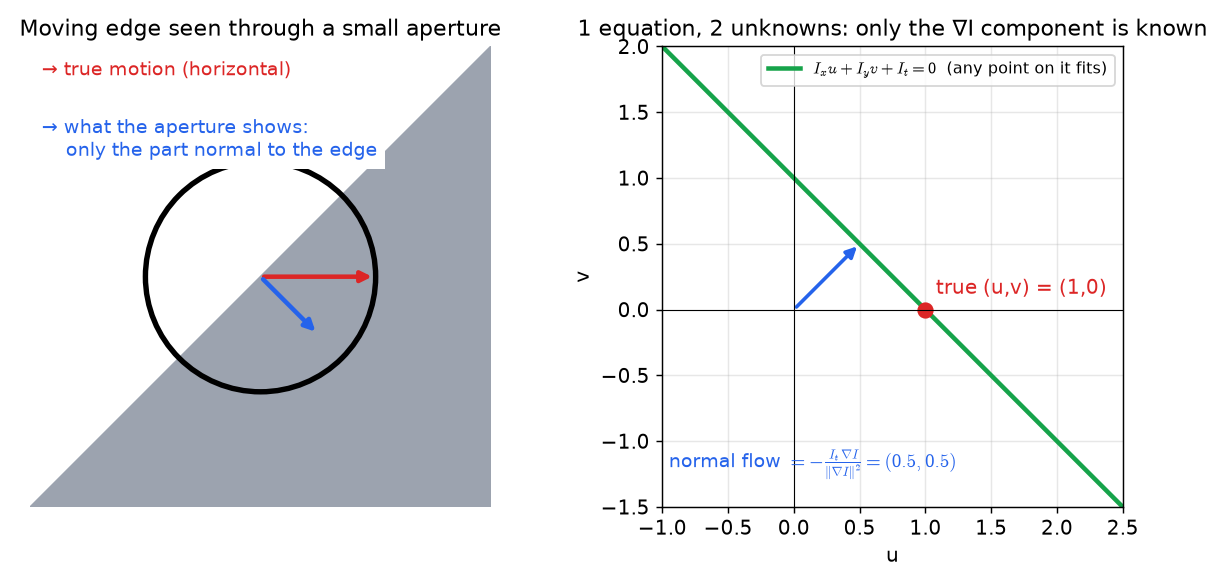 Moving edge seen through a small aperture
→ true motion (horizontal)
→ what the aperture shows:
only the part normal to the edge
1 equation, 2 unknowns: only the ∇I component is known
I_x u + I_y v + I_t = 0 (any point on it fits)
2.0
1.5
1.0
0.5
0.0
−0.5
−1.0
−1.5
v
true (u,v) = (1,0)
normal flow = −\frac{I_t ∇I}{‖∇I‖²} = (0.5, 0.5)
−1.0 −0.5 0.0 0.5 1.0 1.5 2.0 2.5
u